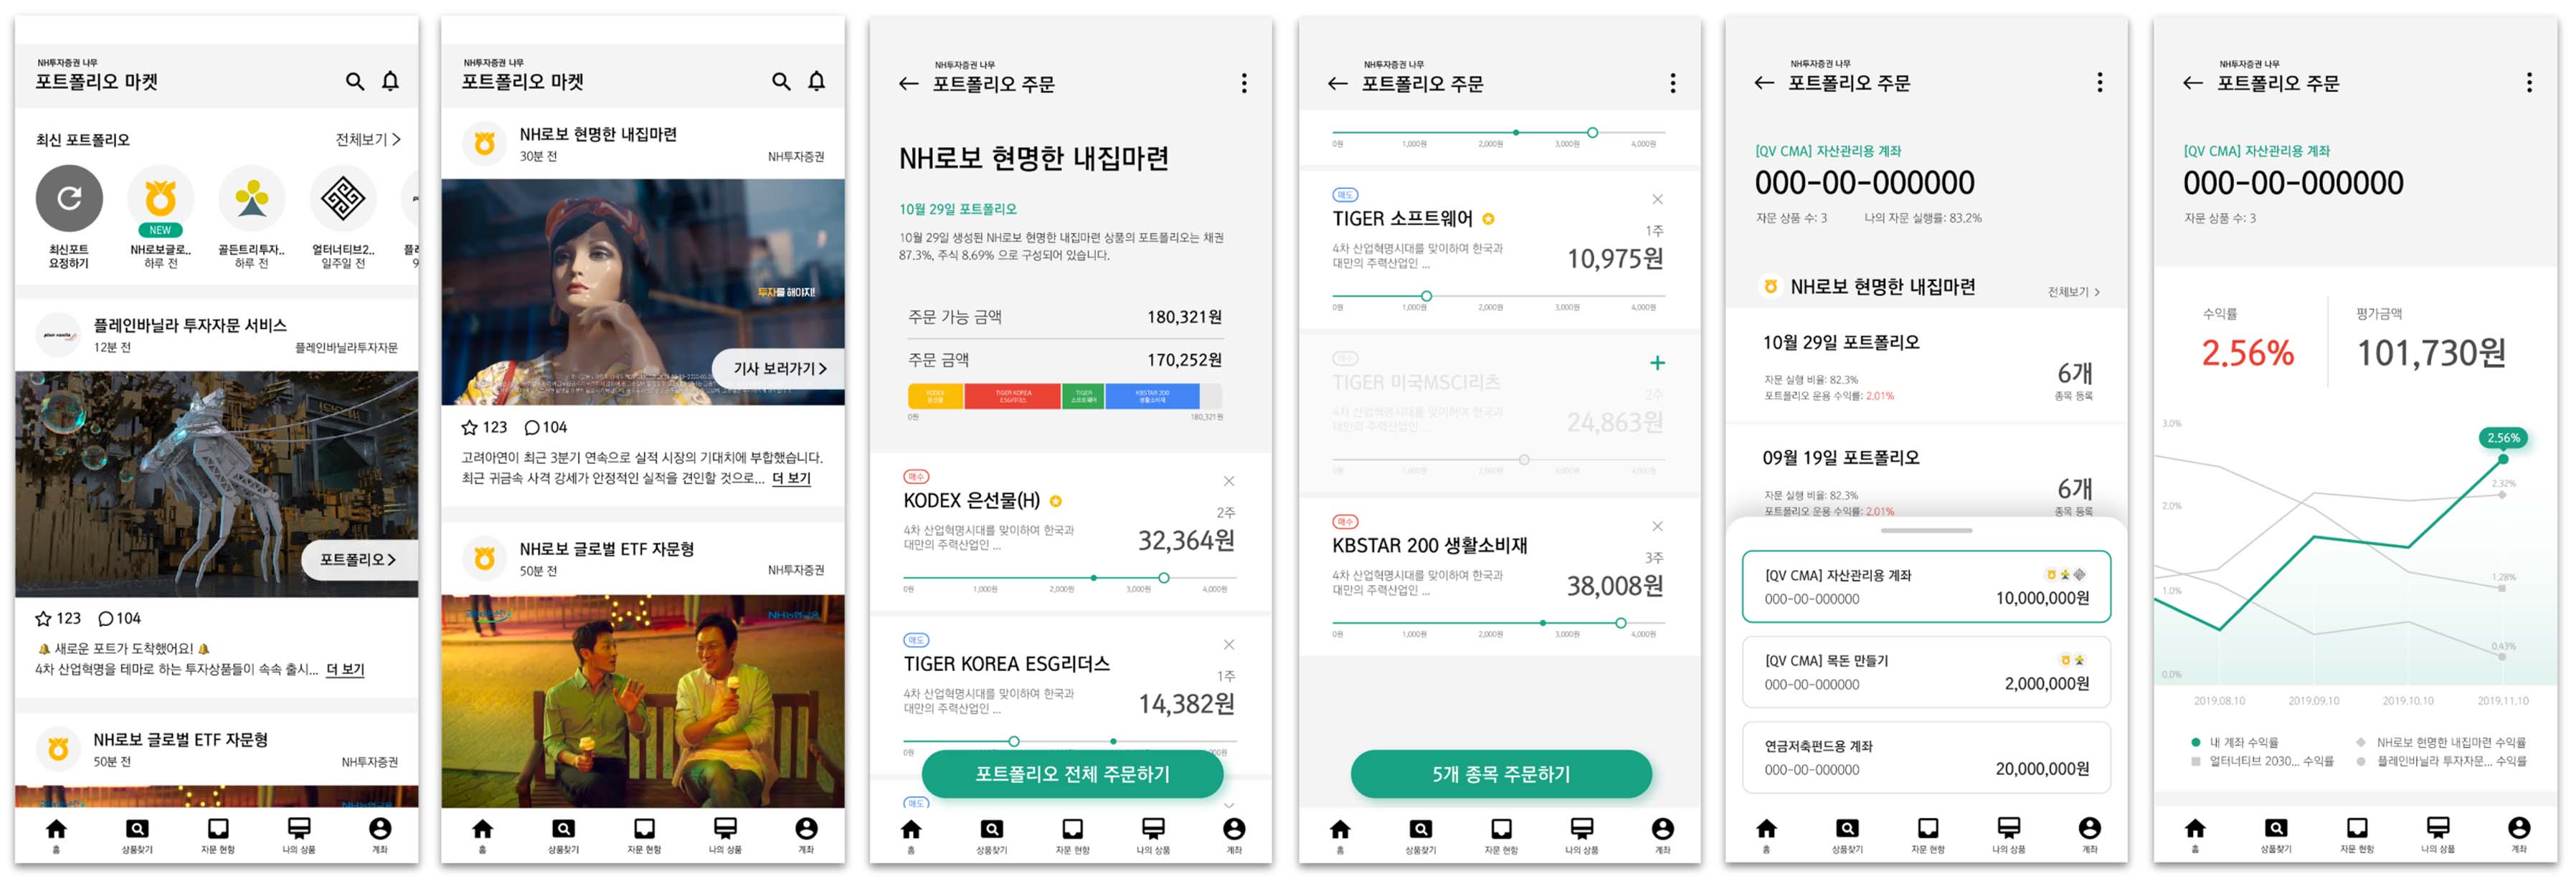 NH투자증권 나무
포트폴리오 마켓
최신 포트폴리오
전체보기 >
NEW
최신포트
요청하기
NH로보글로..
하루 전
골든트리투자..
하루 전
얼터너티브2..
일주일 전
플레인바닐라 투자자문 서비스
12분 전
플레인바닐라투자자문
포트폴리오 >
123
104
새로운 포트가 도착했어요!
4차 산업혁명을 테마로 하는 투자상품들이 속속 출시... 더 보기
NH로보 글로벌 ETF 자문형
50분 전
NH투자증권
홈
상품찾기
자문 현황
나의 상품
계좌
NH투자증권 나무
포트폴리오 마켓
NH로보 현명한 내집마련
30분 전
NH투자증권
투자를 해야지!
기사 보러가기 >
123
104
고려아연이 최근 3분기 연속으로 실적 시장의 기대치에 부합했습니다.
최근 귀금속 사격 강세가 안정적인 실적을 견인할 것으로... 더 보기
NH로보 글로벌 ETF 자문형
50분 전
NH투자증권
홈
상품찾기
자문 현황
나의 상품
계좌
NH투자증권 나무
포트폴리오 주문
NH로보 현명한 내집마련
10월 29일 포트폴리오
10월 29일 생성된 NH로보 현명한 내집마련 상품의 포트폴리오는 채권
87.3%, 주식 8.69% 으로 구성되어 있습니다.
주문 가능 금액
180,321원
주문 금액
170,252원
KODEX
은선물
TIGER KOREA
ESG리더스
TIGER
소프트웨어
KBSTAR 200
생활소비재
0원
180,321원
매수
KODEX 은선물(H)
2주
4차 산업혁명시대를 맞이하여 한국과
대만의 주력산업인 ...
32,364원
0원
1,000원
2,000원
3,000원
4,000원
매도
TIGER KOREA ESG리더스
1주
4차 산업혁명시대를 맞이하여 한국과
대만의 주력산업인 ...
14,382원
0원
포트폴리오 전체 주문하기
매도
홈
상품찾기
자문 현황
나의 상품
계좌
NH투자증권 나무
포트폴리오 주문
0원
1,000원
2,000원
3,000원
4,000원
매도
TIGER 소프트웨어
1주
4차 산업혁명시대를 맞이하여 한국과
대만의 주력산업인 ...
10,975원
0원
1,000원
2,000원
3,000원
4,000원
매수
TIGER 미국MSCI리츠
2주
4차 산업혁명시대를 맞이하여 한국과
대만의 주력산업인 ...
24,863원
0원
1,000원
2,000원
3,000원
4,000원
매수
KBSTAR 200 생활소비재
3주
4차 산업혁명시대를 맞이하여 한국과
대만의 주력산업인 ...
38,008원
0원
1,000원
2,000원
3,000원
4,000원
5개 종목 주문하기
홈
상품찾기
자문 현황
나의 상품
계좌
NH투자증권 나무
포트폴리오 주문
[QV CMA] 자산관리용 계좌
000-00-000000
자문 상품 수: 3
나의 자문 실행률: 83.2%
NH로보 현명한 내집마련
전체보기 >
10월 29일 포트폴리오
자문 실행 비율: 82.3%
포트폴리오 운용 수익률: 2.01%
6개
종목 등록
09월 19일 포트폴리오
자문 실행 비율: 82.3%
포트폴리오 운용 수익률: 2.01%
6개
종목 등록
[QV CMA] 자산관리용 계좌
000-00-000000
10,000,000원
[QV CMA] 목돈 만들기
000-00-000000
2,000,000원
연금저축펀드용 계좌
000-00-000000
20,000,000원
홈
상품찾기
자문 현황
나의 상품
계좌
NH투자증권 나무
포트폴리오 주문
[QV CMA] 자산관리용 계좌
000-00-000000
자문 상품 수: 3
수익률
2.56%
평가금액
101,730원
3.0%
2.0%
1.0%
0.0%
2.56%
2.32%
1.28%
0.43%
2019.08.10
2019.09.10
2019.10.10
2019.11.10
내 계좌 수익률
NH로보 현명한 내집마련 수익률
얼터너티브 2030... 수익률
플레인바닐라 투자자문... 수익률
홈
상품찾기
자문 현황
나의 상품
계좌